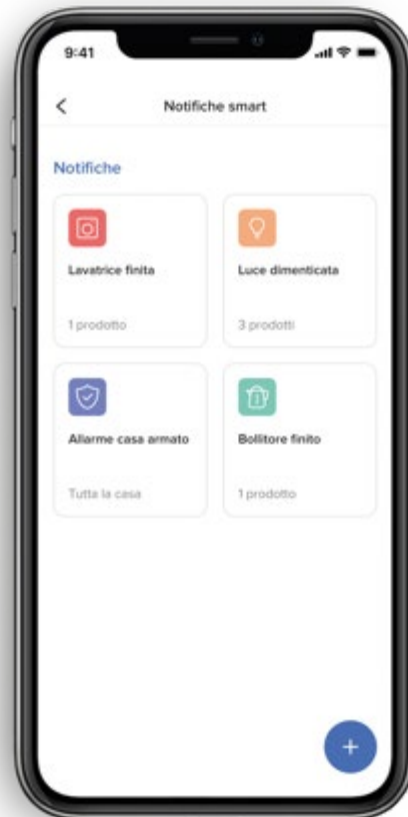 9:41
Notifiche smart
Notifiche
Lavatrice finita
1 prodotto
Luce dimenticata
3 prodotti
Allarme casa armato
Tutta la casa
Bollitore finito
1 prodotto